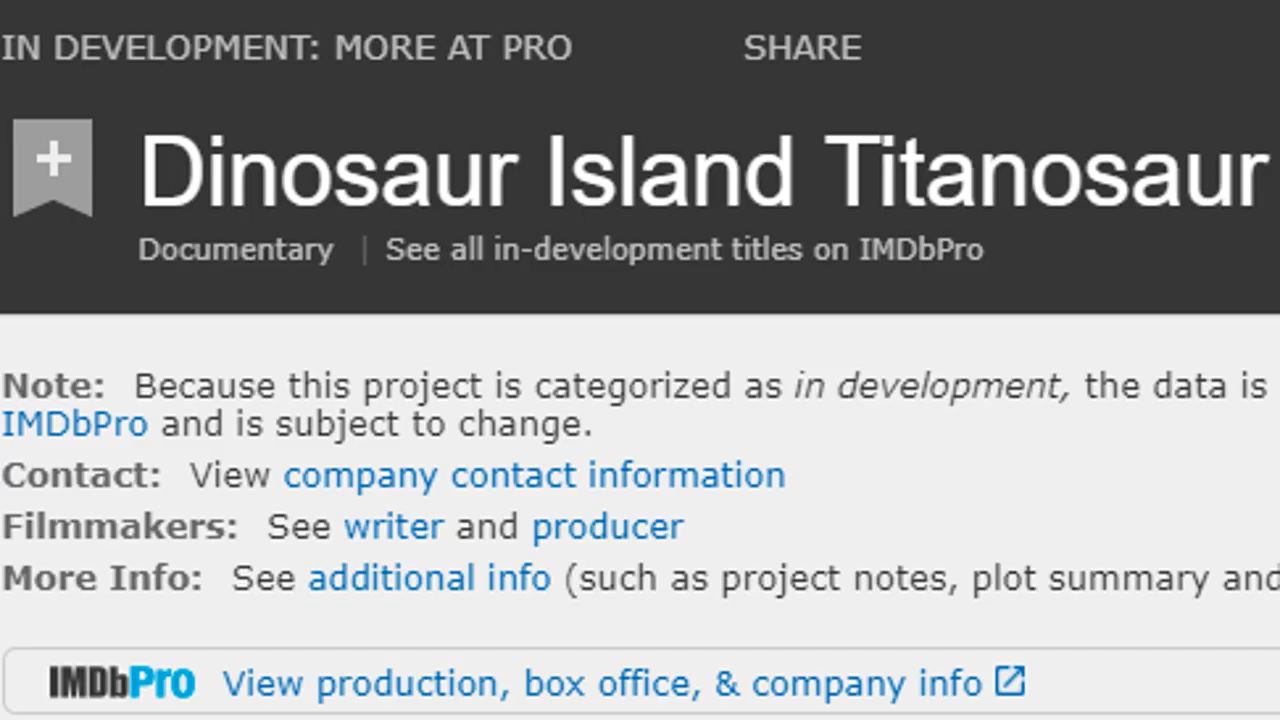 IN DEVELOPMENT: MORE AT PRO SHARE
+ Dinosaur Island Titanosaur
Documentary | See all in-development titles on IMDbPro
Note: Because this project is categorized as in development, the data is
IMDbPro and is subject to change.
Contact: View company contact information
Filmmakers: See writer and producer
More Info: See additional info (such as project notes, plot summary and
IMDbPro View production, box office, & company info